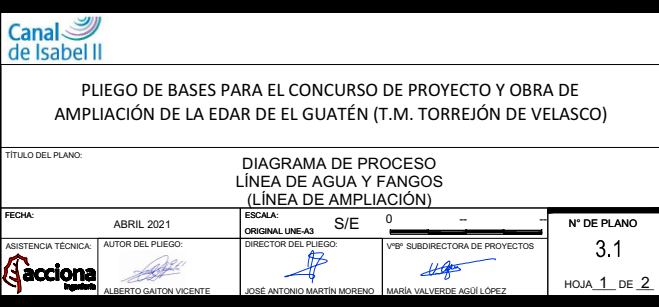 Canal
de Isabel II
PLIEGO DE BASES PARA EL CONCURSO DE PROYECTO Y OBRA DE
AMPLIACIÓN DE LA EDAR DE EL GUATÉN (T.M. TORREJÓN DE VELASCO)
TÍTULO DEL PLANO:
DIAGRAMA DE PROCESO
LÍNEA DE AGUA Y FANGOS
(LÍNEA DE AMPLIACIÓN)
FECHA:
ABRIL 2021
ESCALA:
ORIGINAL UNE-A3
S/E
0 -- --
Nº DE PLANO
3.1
HOJA 1 DE 2
ASISTENCIA TÉCNICA:
acciona
Ingeniería
AUTOR DEL PLIEGO:
ALBERTO GAITON VICENTE
DIRECTOR DEL PLIEGO:
JOSÉ ANTONIO MARTÍN MORENO
VºBº SUBDIRECTORA DE PROYECTOS
MARÍA VALVERDE AGÜÍ LÓPEZ